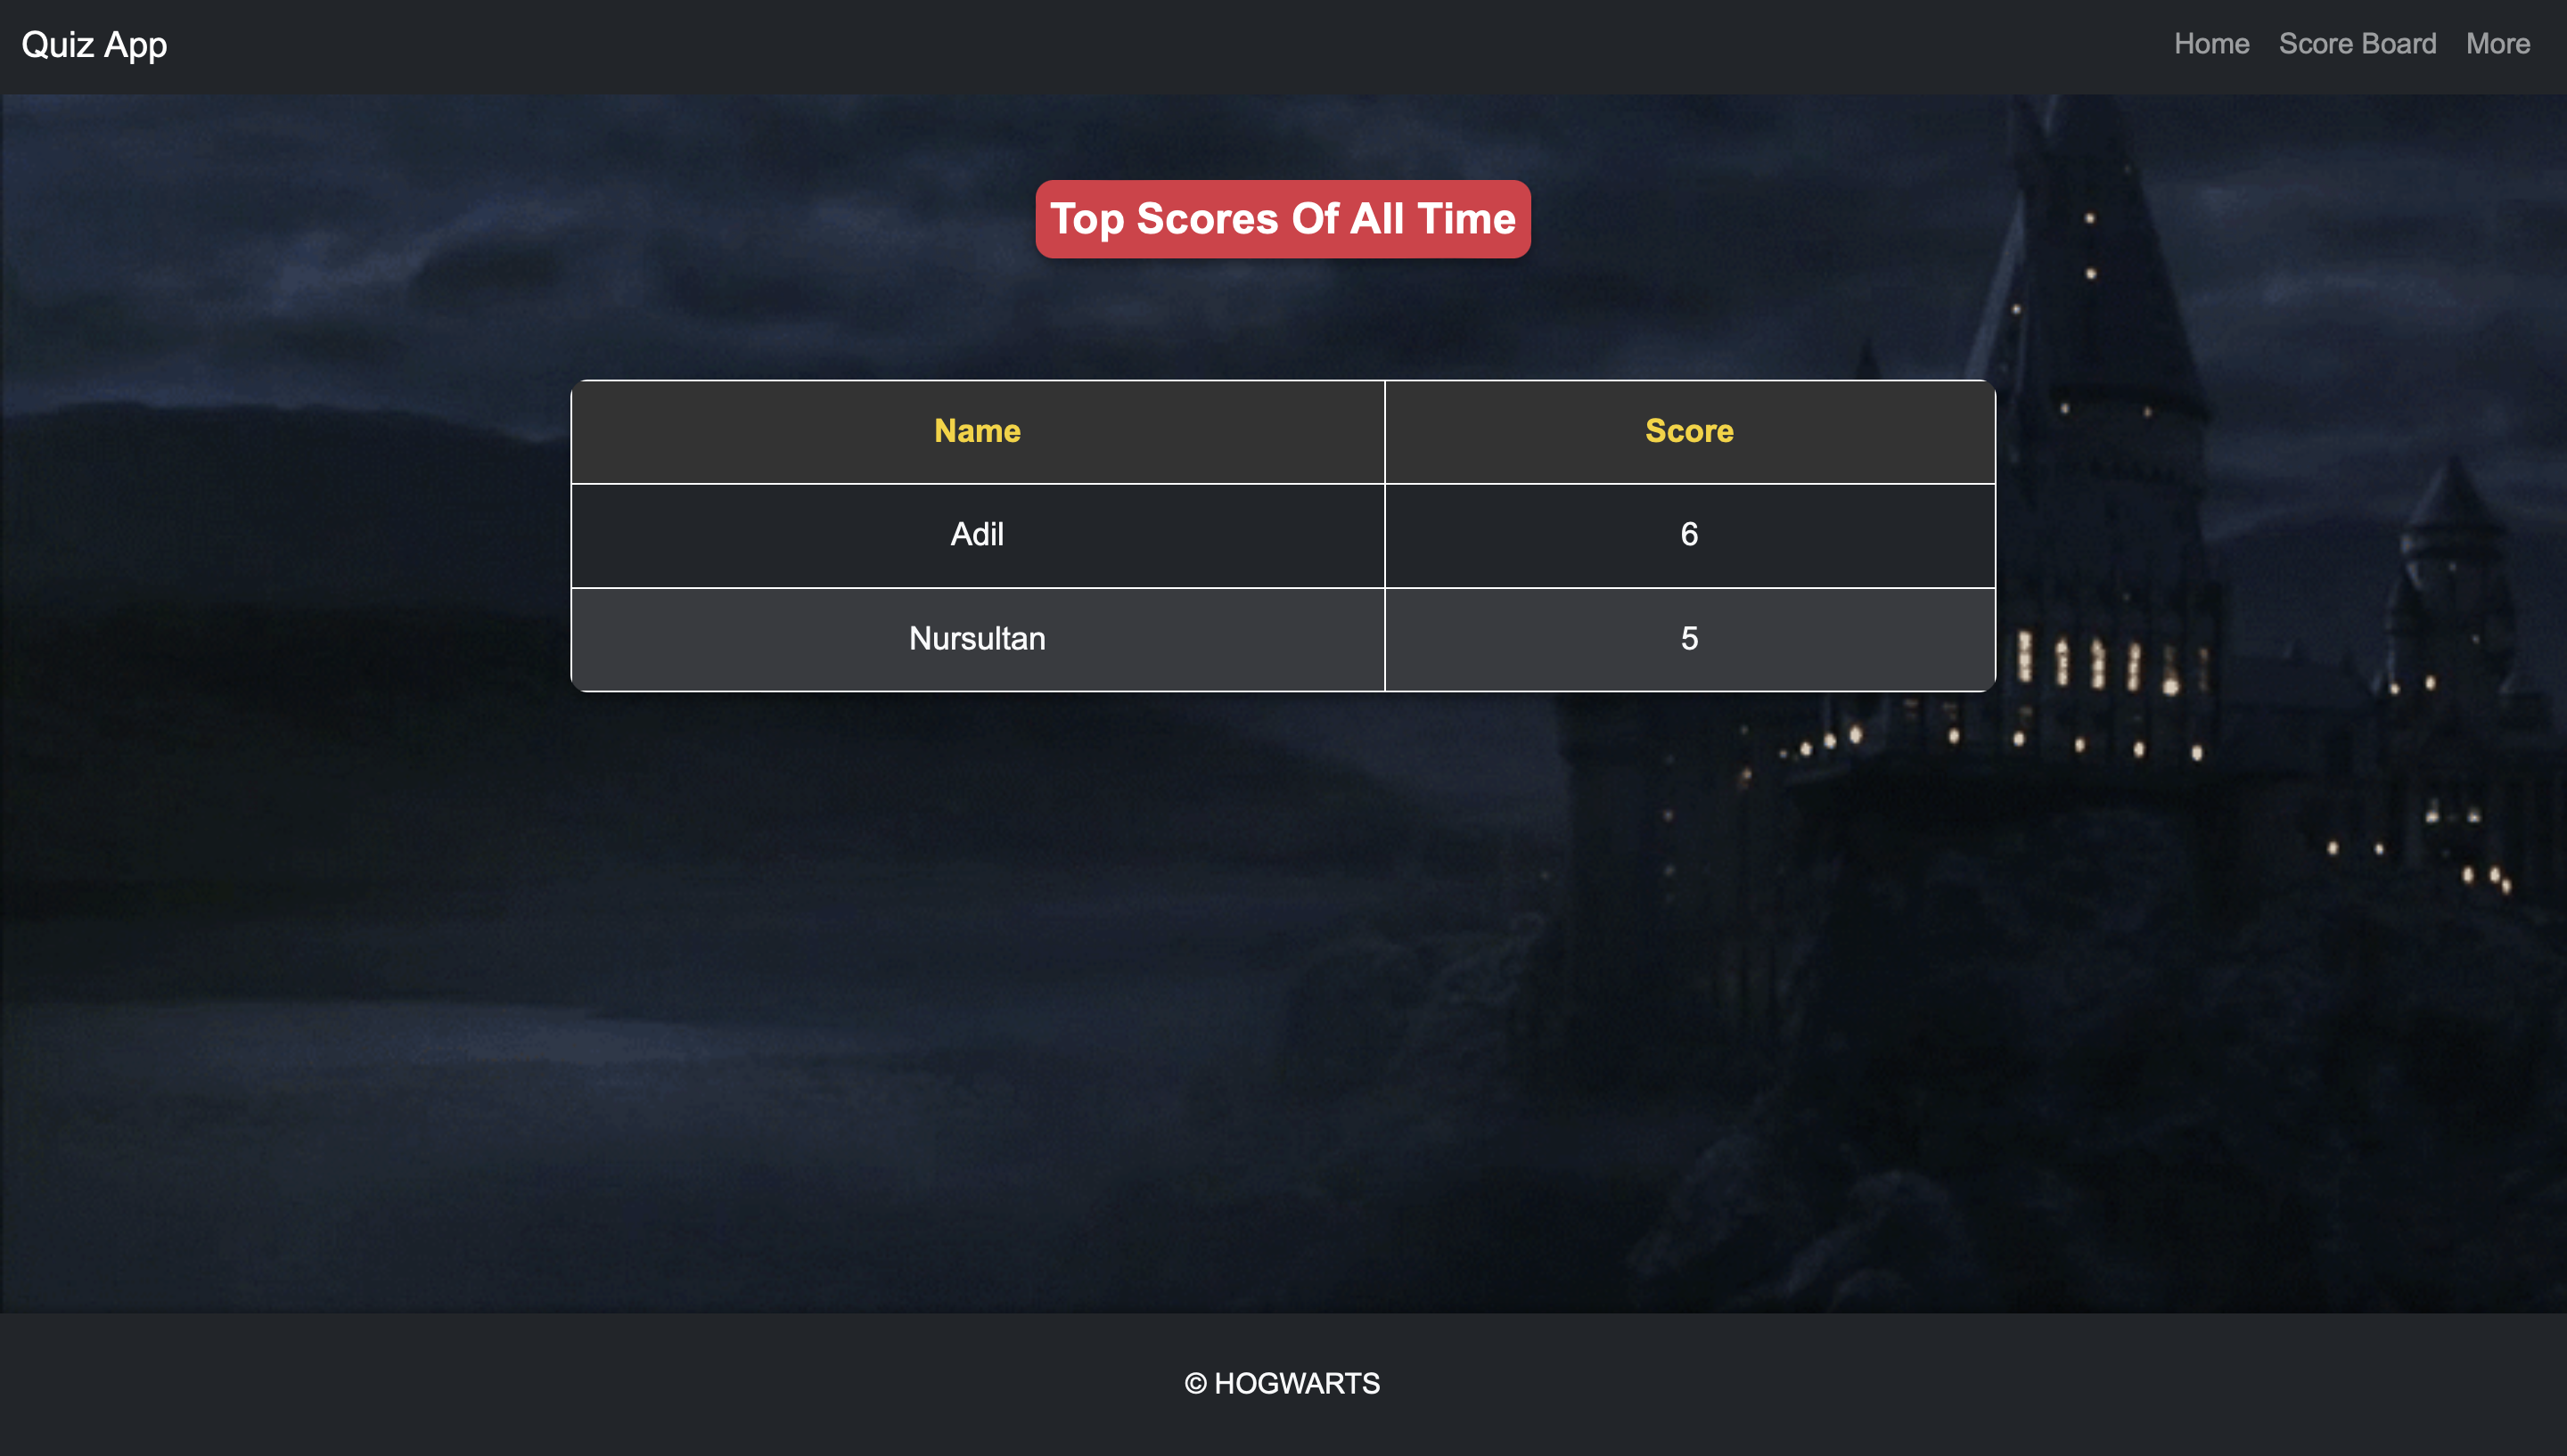 Quiz App
Home Score Board More
Top Scores Of All Time
Name Score
Adil 6
Nursultan 5
© HOGWARTS